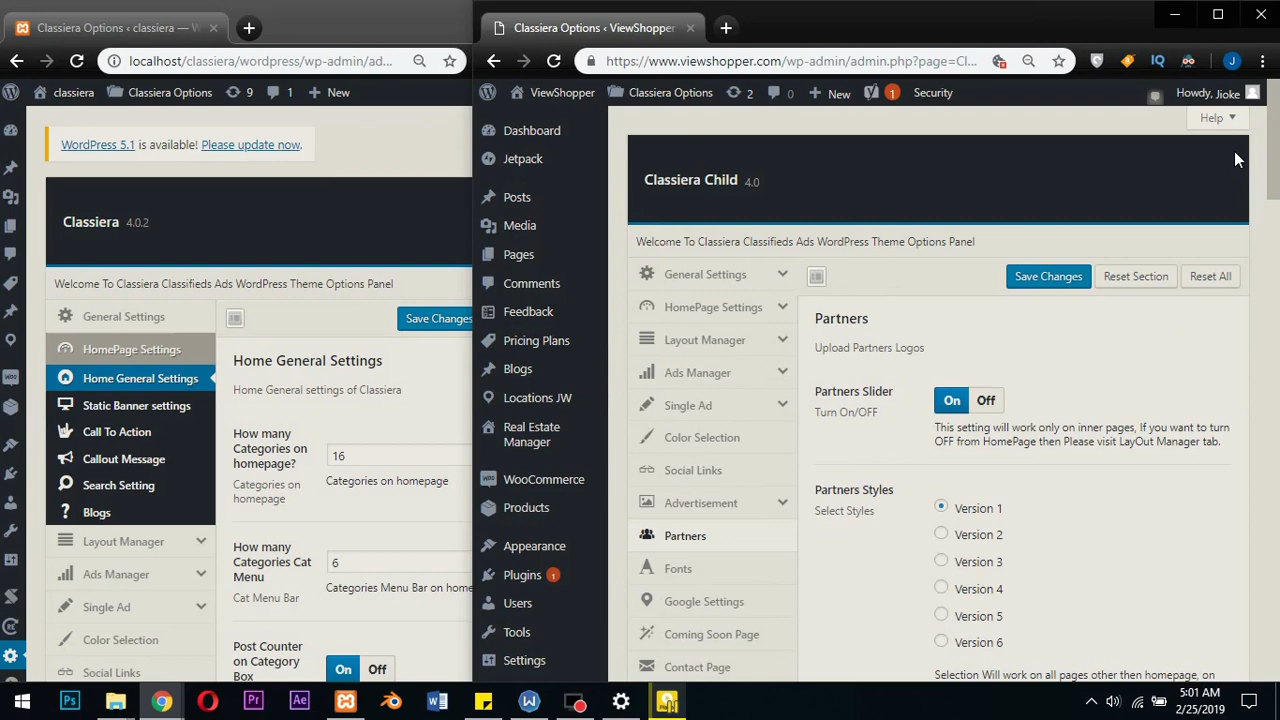 Classiera Options ‹ classiera — W
localhost/classiera/wordpress/wp-admin/ad...
classiera
Classiera Options
9
1
New
WordPress 5.1 is available! Please update now.
Classiera 4.0.2
Welcome To Classiera Classifieds Ads WordPress Theme Options Panel
General Settings
Save Changes
HomePage Settings
Home General Settings
Static Banner settings
Call To Action
Callout Message
Search Setting
Blogs
Layout Manager
Ads Manager
Single Ad
Color Selection
Social Links
Home General Settings
Home General settings of Classiera
How many
Categories on
homepage?
Categories on
homepage
16
Categories on homepage
How many
Categories Cat
Menu
Cat Menu Bar
6
Categories Menu Bar on home
Post Counter
on Category
Box
On Off
Classiera Options ‹ ViewShopper
https://www.viewshopper.com/wp-admin/admin.php?page=Cl...
IQ
J
ViewShopper
Classiera Options
2
0
New
1
Security
Howdy, Jioke
Help
Dashboard
Jetpack
Posts
Media
Pages
Comments
Feedback
Pricing Plans
Blogs
Locations JW
Real Estate
Manager
WooCommerce
Products
Appearance
Plugins 1
Users
Tools
Settings
Classiera Child 4.0
Welcome To Classiera Classifieds Ads WordPress Theme Options Panel
General Settings
Save Changes Reset Section Reset All
HomePage Settings
Layout Manager
Ads Manager
Single Ad
Color Selection
Social Links
Advertisement
Partners
Fonts
Google Settings
Coming Soon Page
Contact Page
Partners
Upload Partners Logos
Partners Slider
Turn On/OFF
On Off
This setting will work only on inner pages, If you want to turn
OFF from HomePage then Please visit LayOut Manager tab.
Partners Styles
Select Styles
Version 1
Version 2
Version 3
Version 4
Version 5
Version 6
Selection Will work on all pages other then homepage, on
Ps
Pr
Ae
5:01 AM
2/25/2019